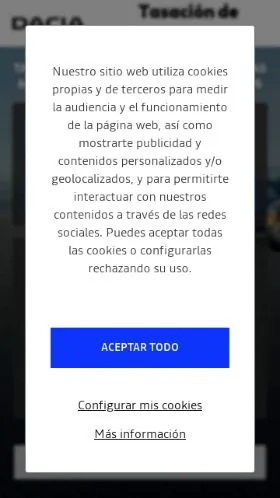 Tasación de
DACIA
Nuestro sitio web utiliza cookies
propias y de terceros para medir
la audiencia y el funcionamiento
de la página web, así como
mostrarte publicidad y
contenidos personalizados y/o
geolocalizados, y para permitirte
interactuar con nuestros
contenidos a través de las redes
sociales. Puedes aceptar todas
las cookies o configurarlas
rechazando su uso.
ACEPTAR TODO
Configurar mis cookies
Más información